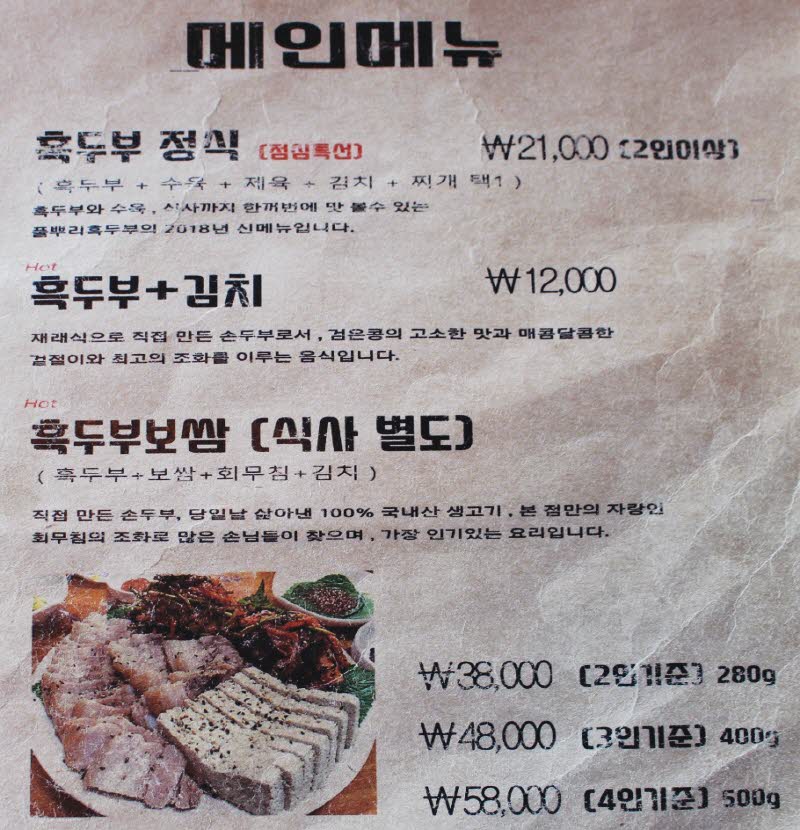 메인메뉴
흑두부 정식 (점심특선) ₩21,000 (2인이상)
( 흑두부 + 수육 + 제육 + 김치 + 찌개 택1 )
흑두부와 수육, 식사까지 한꺼번에 맛 볼수 있는
풀뿌리흑두부의 2018년 신메뉴입니다.
Hot
흑두부+김치 ₩12,000
재래식으로 직접 만든 손두부로서, 검은콩의 고소한 맛과 매콤달콤한
겉절이와 최고의 조화를 이루는 음식입니다.
Hot
흑두부보쌈 (식사 별도)
( 흑두부+보쌈+회무침+김치 )
직접 만든 손두부, 당일날 삶아낸 100% 국내산 생고기, 본 점만의 자랑인
회무침의 조화로 많은 손님들이 찾으며, 가장 인기있는 요리입니다.
₩38,000 (2인기준) 280g
₩48,000 (3인기준) 400g
₩58,000 (4인기준) 500g